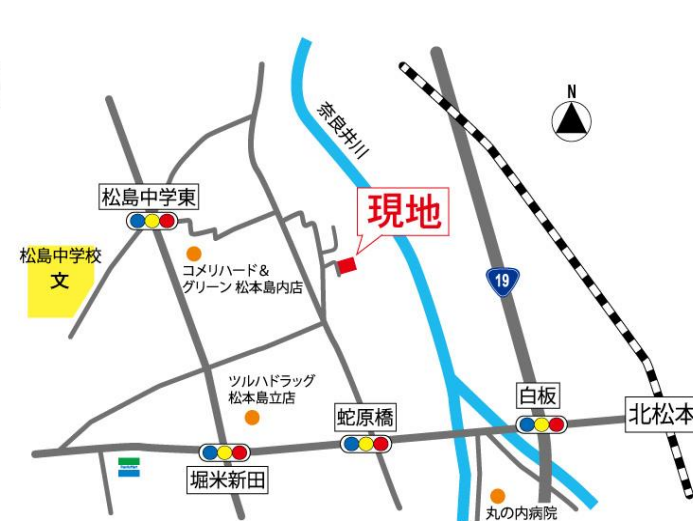 N
奈良井川
松島中学東
現地
松島中学校
文
コメリハード＆
グリーン 松本島内店
19
ツルハドラッグ
松本島立店
白板
蛇原橋
北松本
堀米新田
FamilyMart
丸の内病院